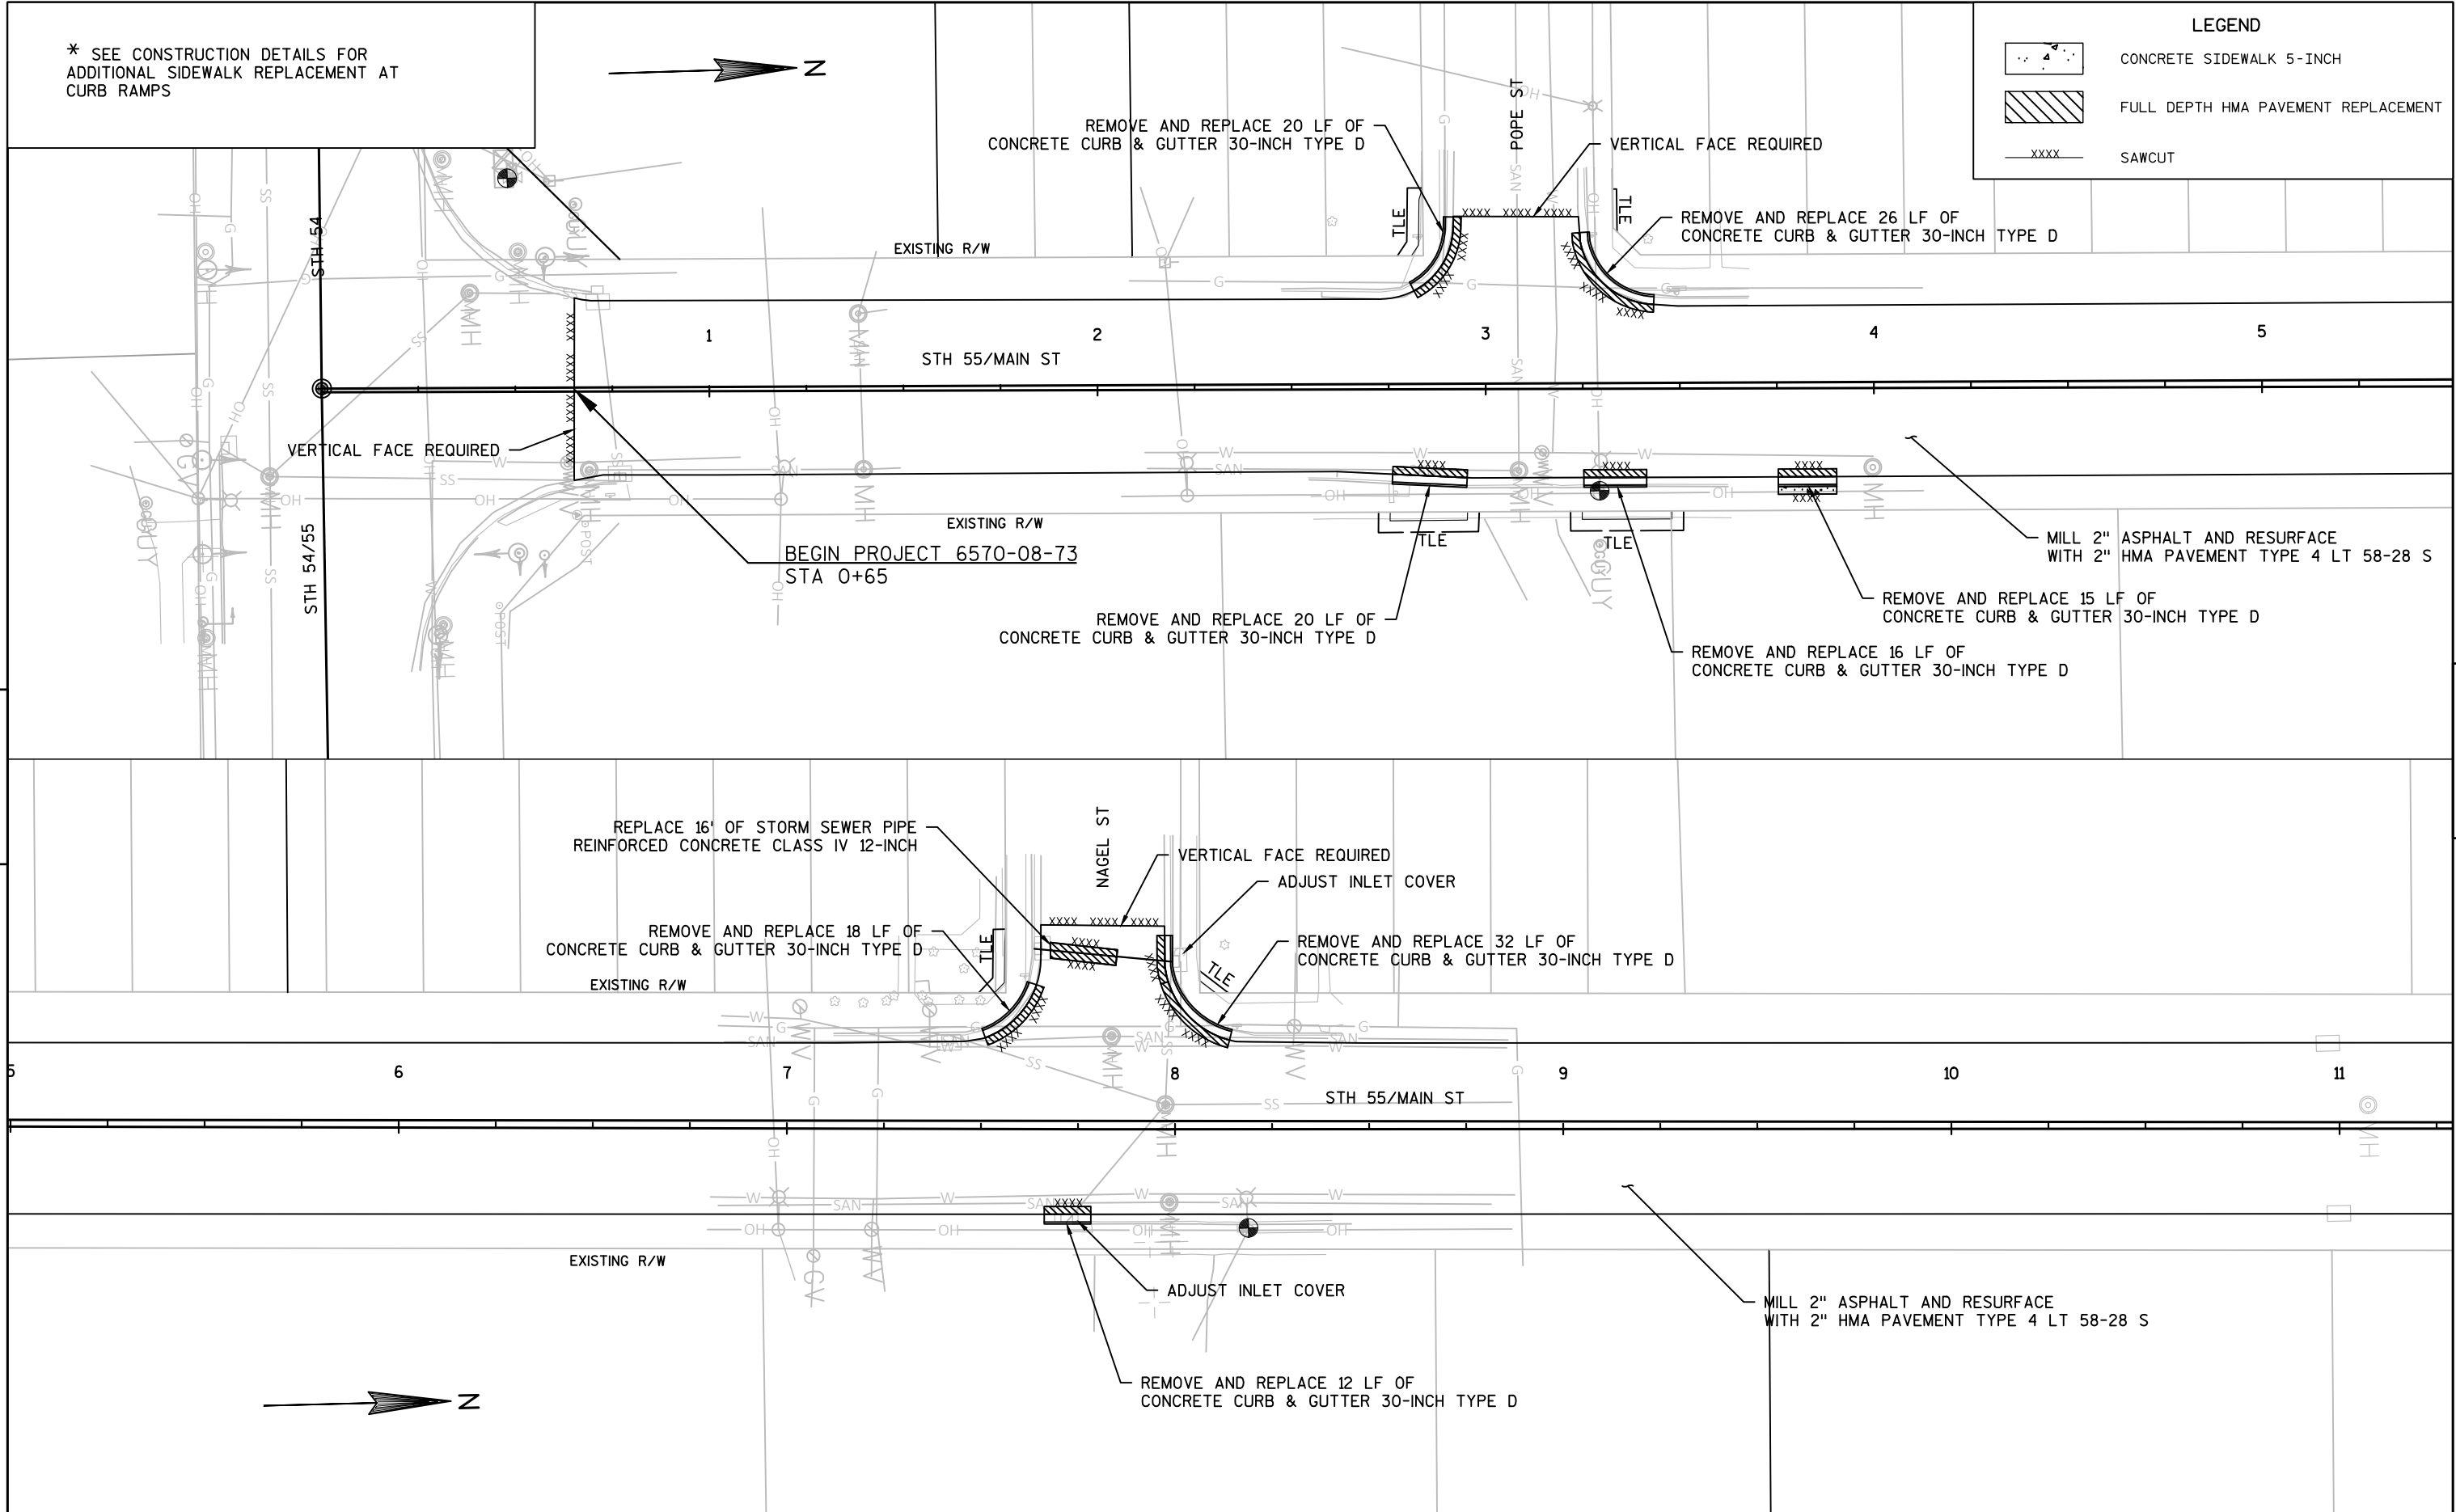 * SEE CONSTRUCTION DETAILS FOR
ADDITIONAL SIDEWALK REPLACEMENT AT
CURB RAMPS
N
LEGEND
CONCRETE SIDEWALK 5-INCH
FULL DEPTH HMA PAVEMENT REPLACEMENT
XXXX
SAWCUT
REMOVE AND REPLACE 20 LF OF
CONCRETE CURB & GUTTER 30-INCH TYPE D
POPE ST
VERTICAL FACE REQUIRED
TLE
TLE
REMOVE AND REPLACE 26 LF OF
CONCRETE CURB & GUTTER 30-INCH TYPE D
EXISTING R/W
STH 54
1
2
3
4
5
STH 55/MAIN ST
VERTICAL FACE REQUIRED
EXISTING R/W
STH 54/55
BEGIN PROJECT 6570-08-73
STA 0+65
TLE
TLE
MILL 2" ASPHALT AND RESURFACE
WITH 2" HMA PAVEMENT TYPE 4 LT 58-28 S
REMOVE AND REPLACE 15 LF OF
CONCRETE CURB & GUTTER 30-INCH TYPE D
REMOVE AND REPLACE 20 LF OF
CONCRETE CURB & GUTTER 30-INCH TYPE D
REMOVE AND REPLACE 16 LF OF
CONCRETE CURB & GUTTER 30-INCH TYPE D
REPLACE 16' OF STORM SEWER PIPE
REINFORCED CONCRETE CLASS IV 12-INCH
NAGEL ST
VERTICAL FACE REQUIRED
ADJUST INLET COVER
REMOVE AND REPLACE 18 LF OF
CONCRETE CURB & GUTTER 30-INCH TYPE D
TLE
REMOVE AND REPLACE 32 LF OF
CONCRETE CURB & GUTTER 30-INCH TYPE D
TLE
EXISTING R/W
5
6
7
8
9
10
11
STH 55/MAIN ST
EXISTING R/W
ADJUST INLET COVER
MILL 2" ASPHALT AND RESURFACE
WITH 2" HMA PAVEMENT TYPE 4 LT 58-28 S
REMOVE AND REPLACE 12 LF OF
CONCRETE CURB & GUTTER 30-INCH TYPE D
N